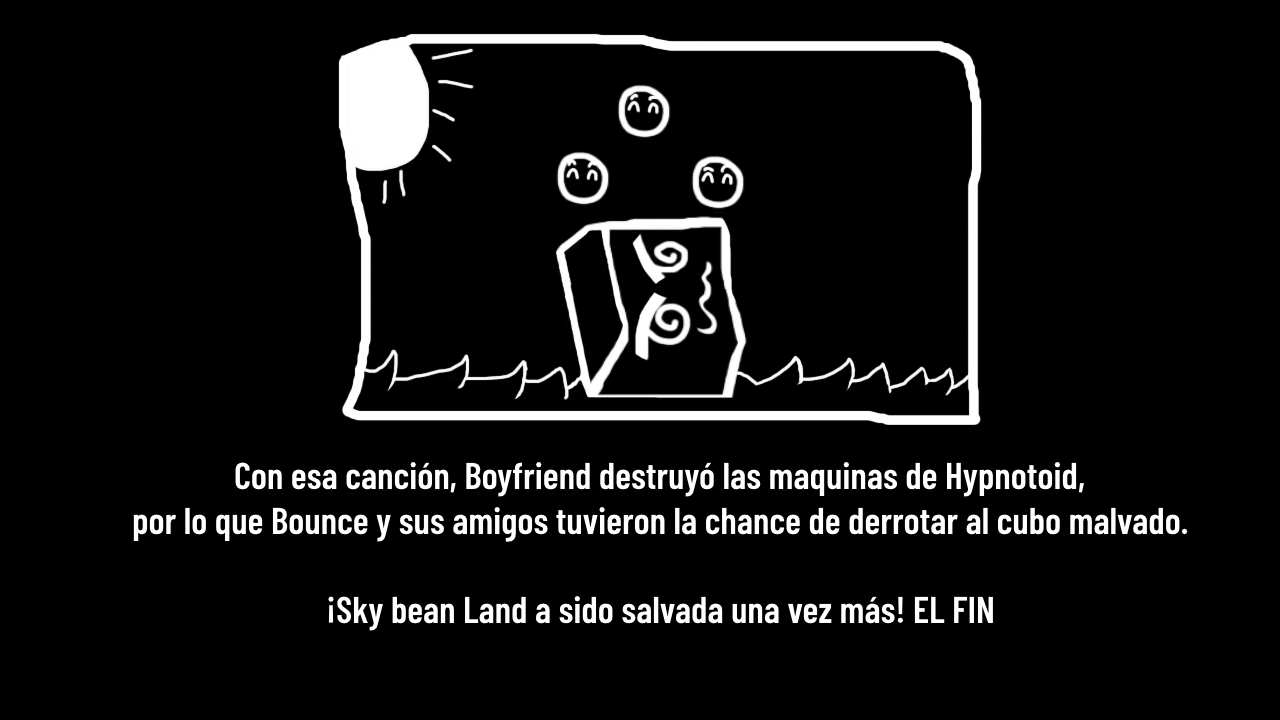 Con esa canción, Boyfriend destruyó las maquinas de Hypnotoid,
por lo que Bounce y sus amigos tuvieron la chance de derrotar al cubo malvado.
¡Sky bean Land a sido salvada una vez más! EL FIN